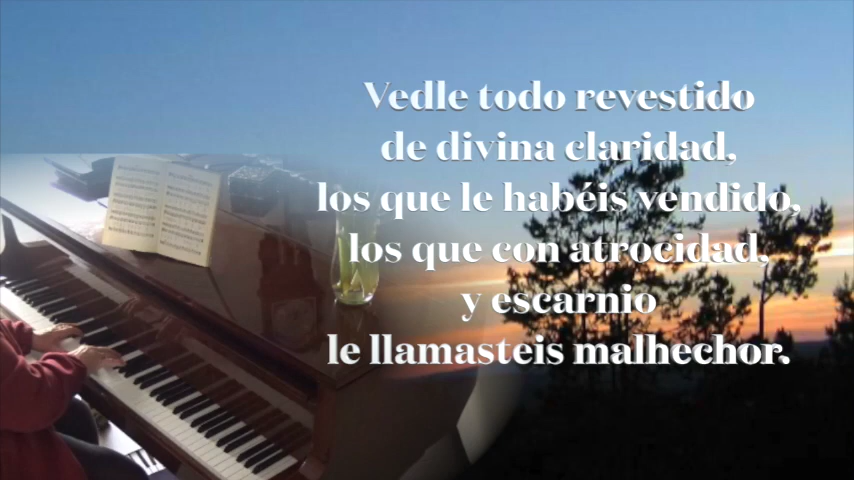 Vedle todo revestido
de divina claridad,
los que le habéis vendido,
los que con atrocidad,
y escarnio
le llamasteis malhechor.